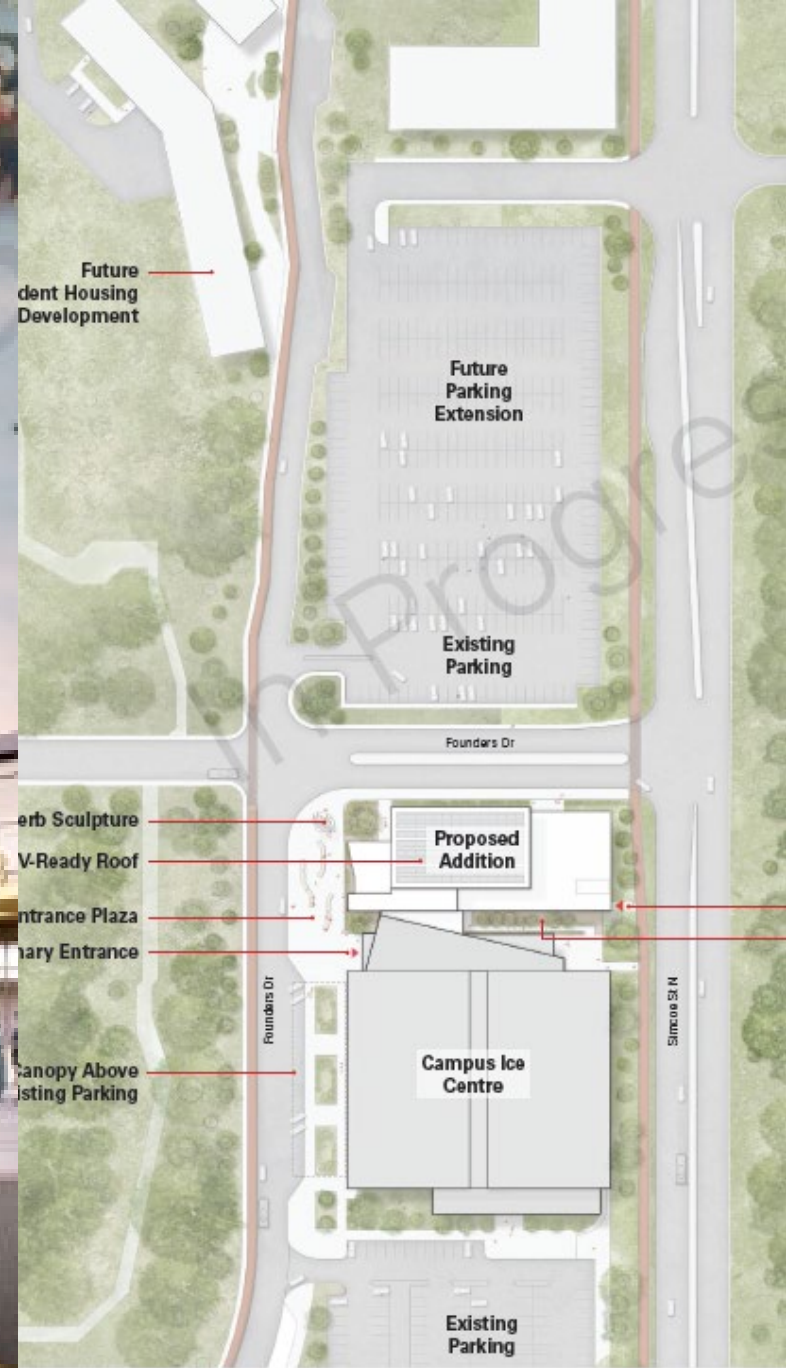 Future
dent Housing
Development
Future
Parking
Extension
In Progres
Existing
Parking
Founders Dr
erb Sculpture
V-Ready Roof
Proposed
Addition
ntrance Plaza
nary Entrance
Founders Dr
Simcoe St N
Canopy Above
isting Parking
Campus Ice
Centre
Existing
Parking